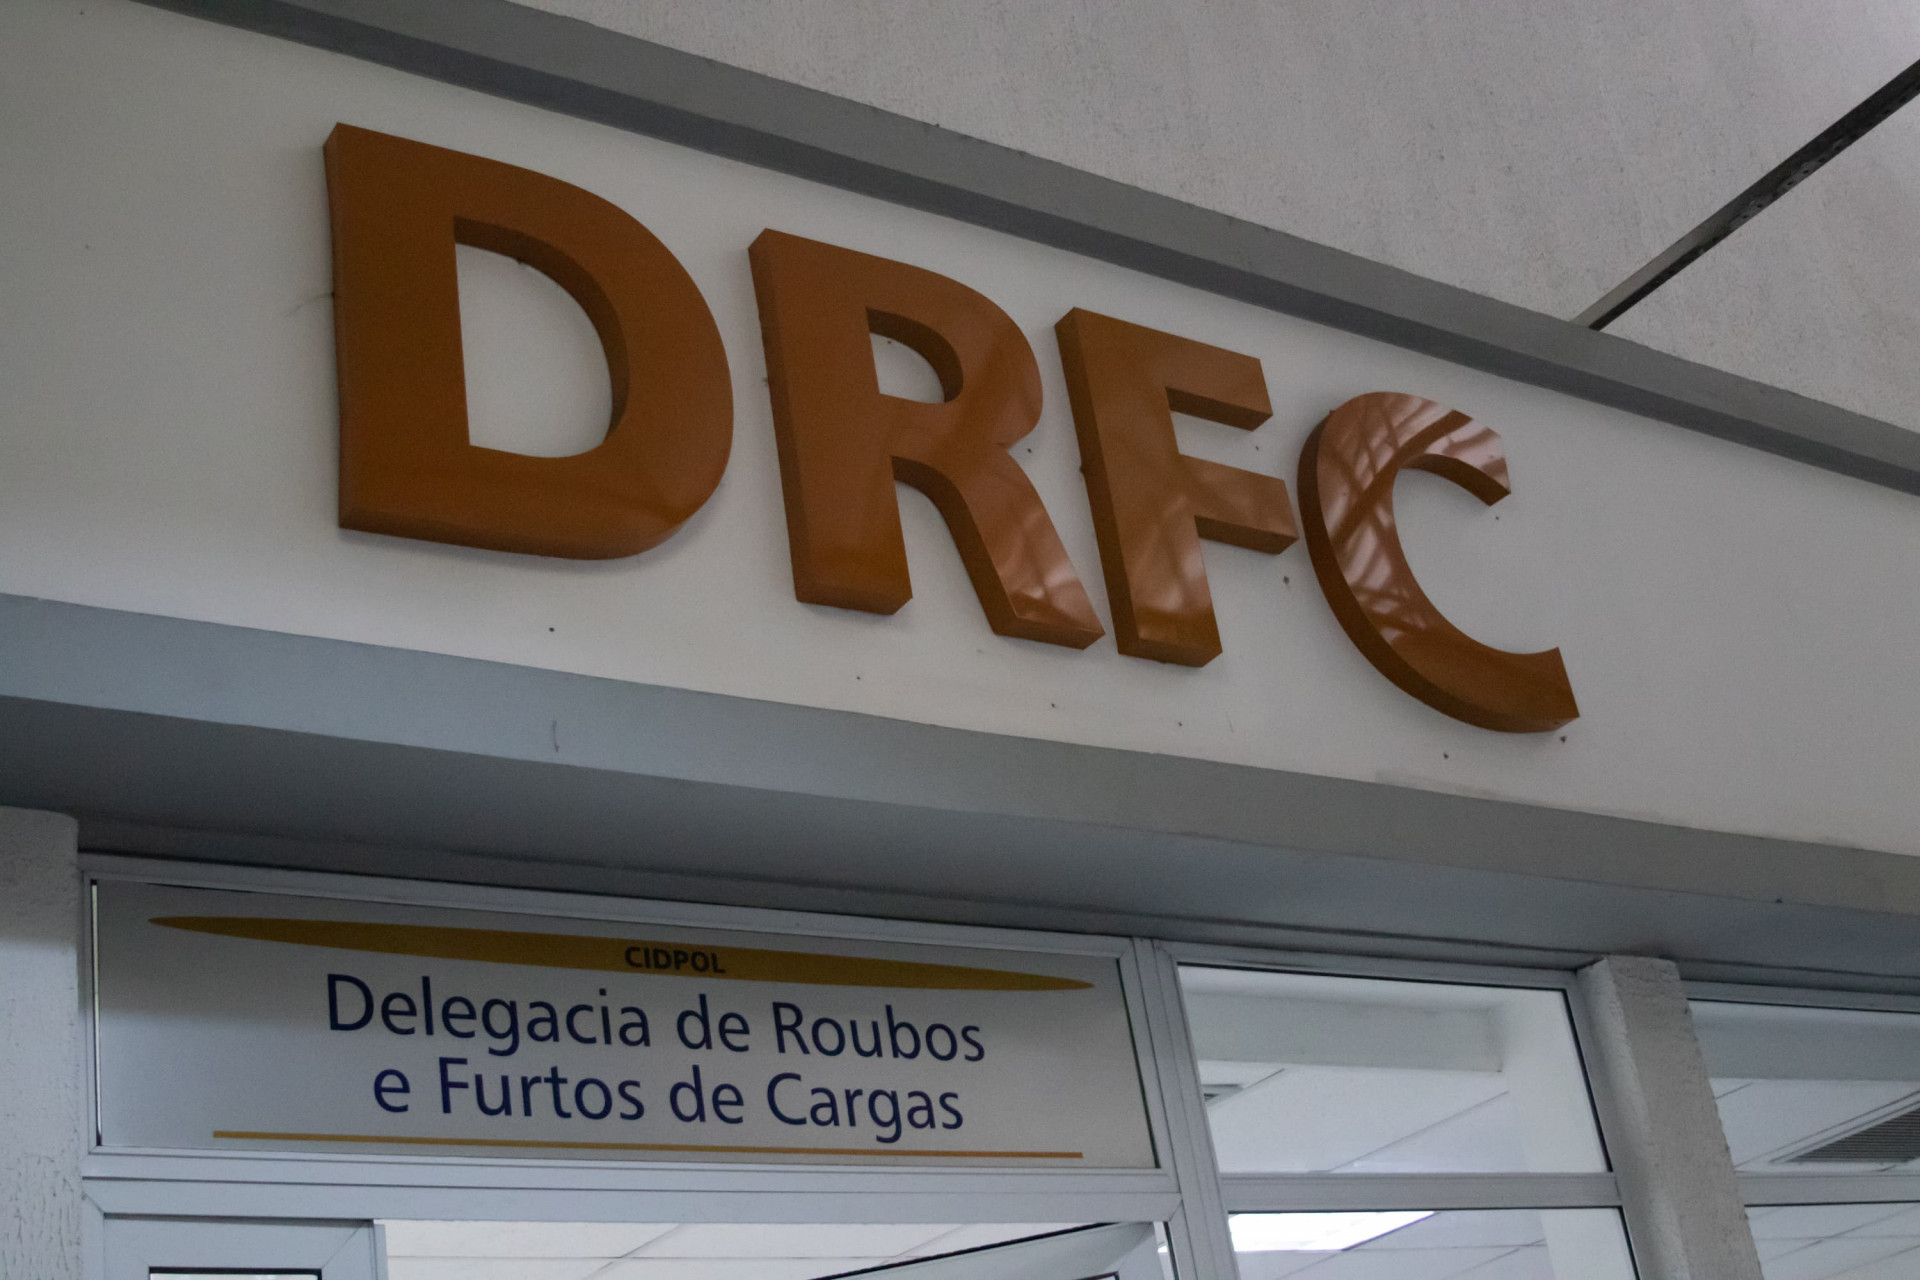 DRFC
CIDPOL
Delegacia de Roubos
e Furtos de Cargas